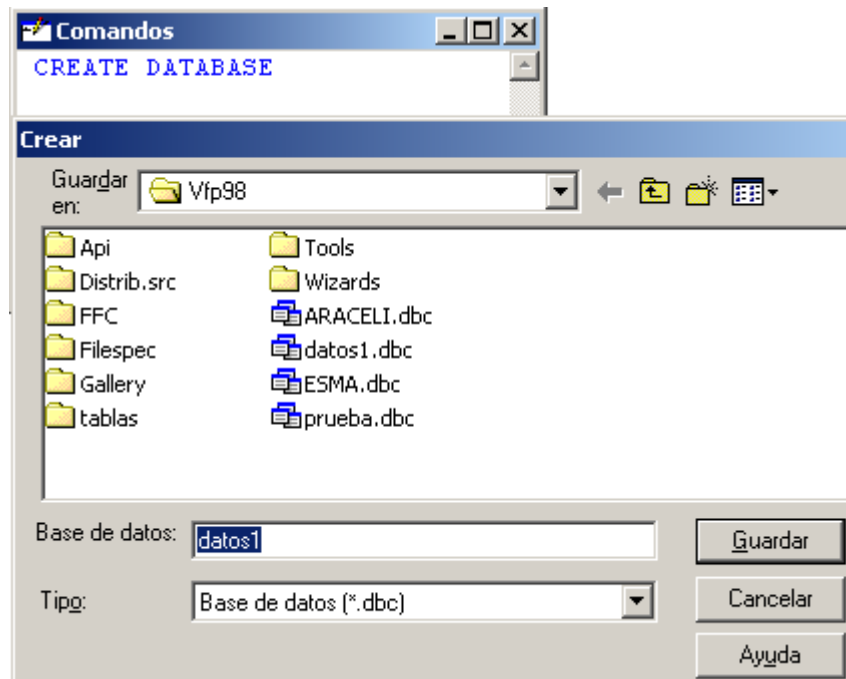 Comandos
CREATE DATABASE
Crear
Guardar
en:
Vfp98
Api
Tools
Distrib.src
Wizards
FFC
ARACELI.dbc
Filespec
datos1.dbc
Gallery
ESMA.dbc
tablas
prueba.dbc
Base de datos:
datos1
Guardar
Tipo:
Base de datos (*.dbc)
Cancelar
Ayuda